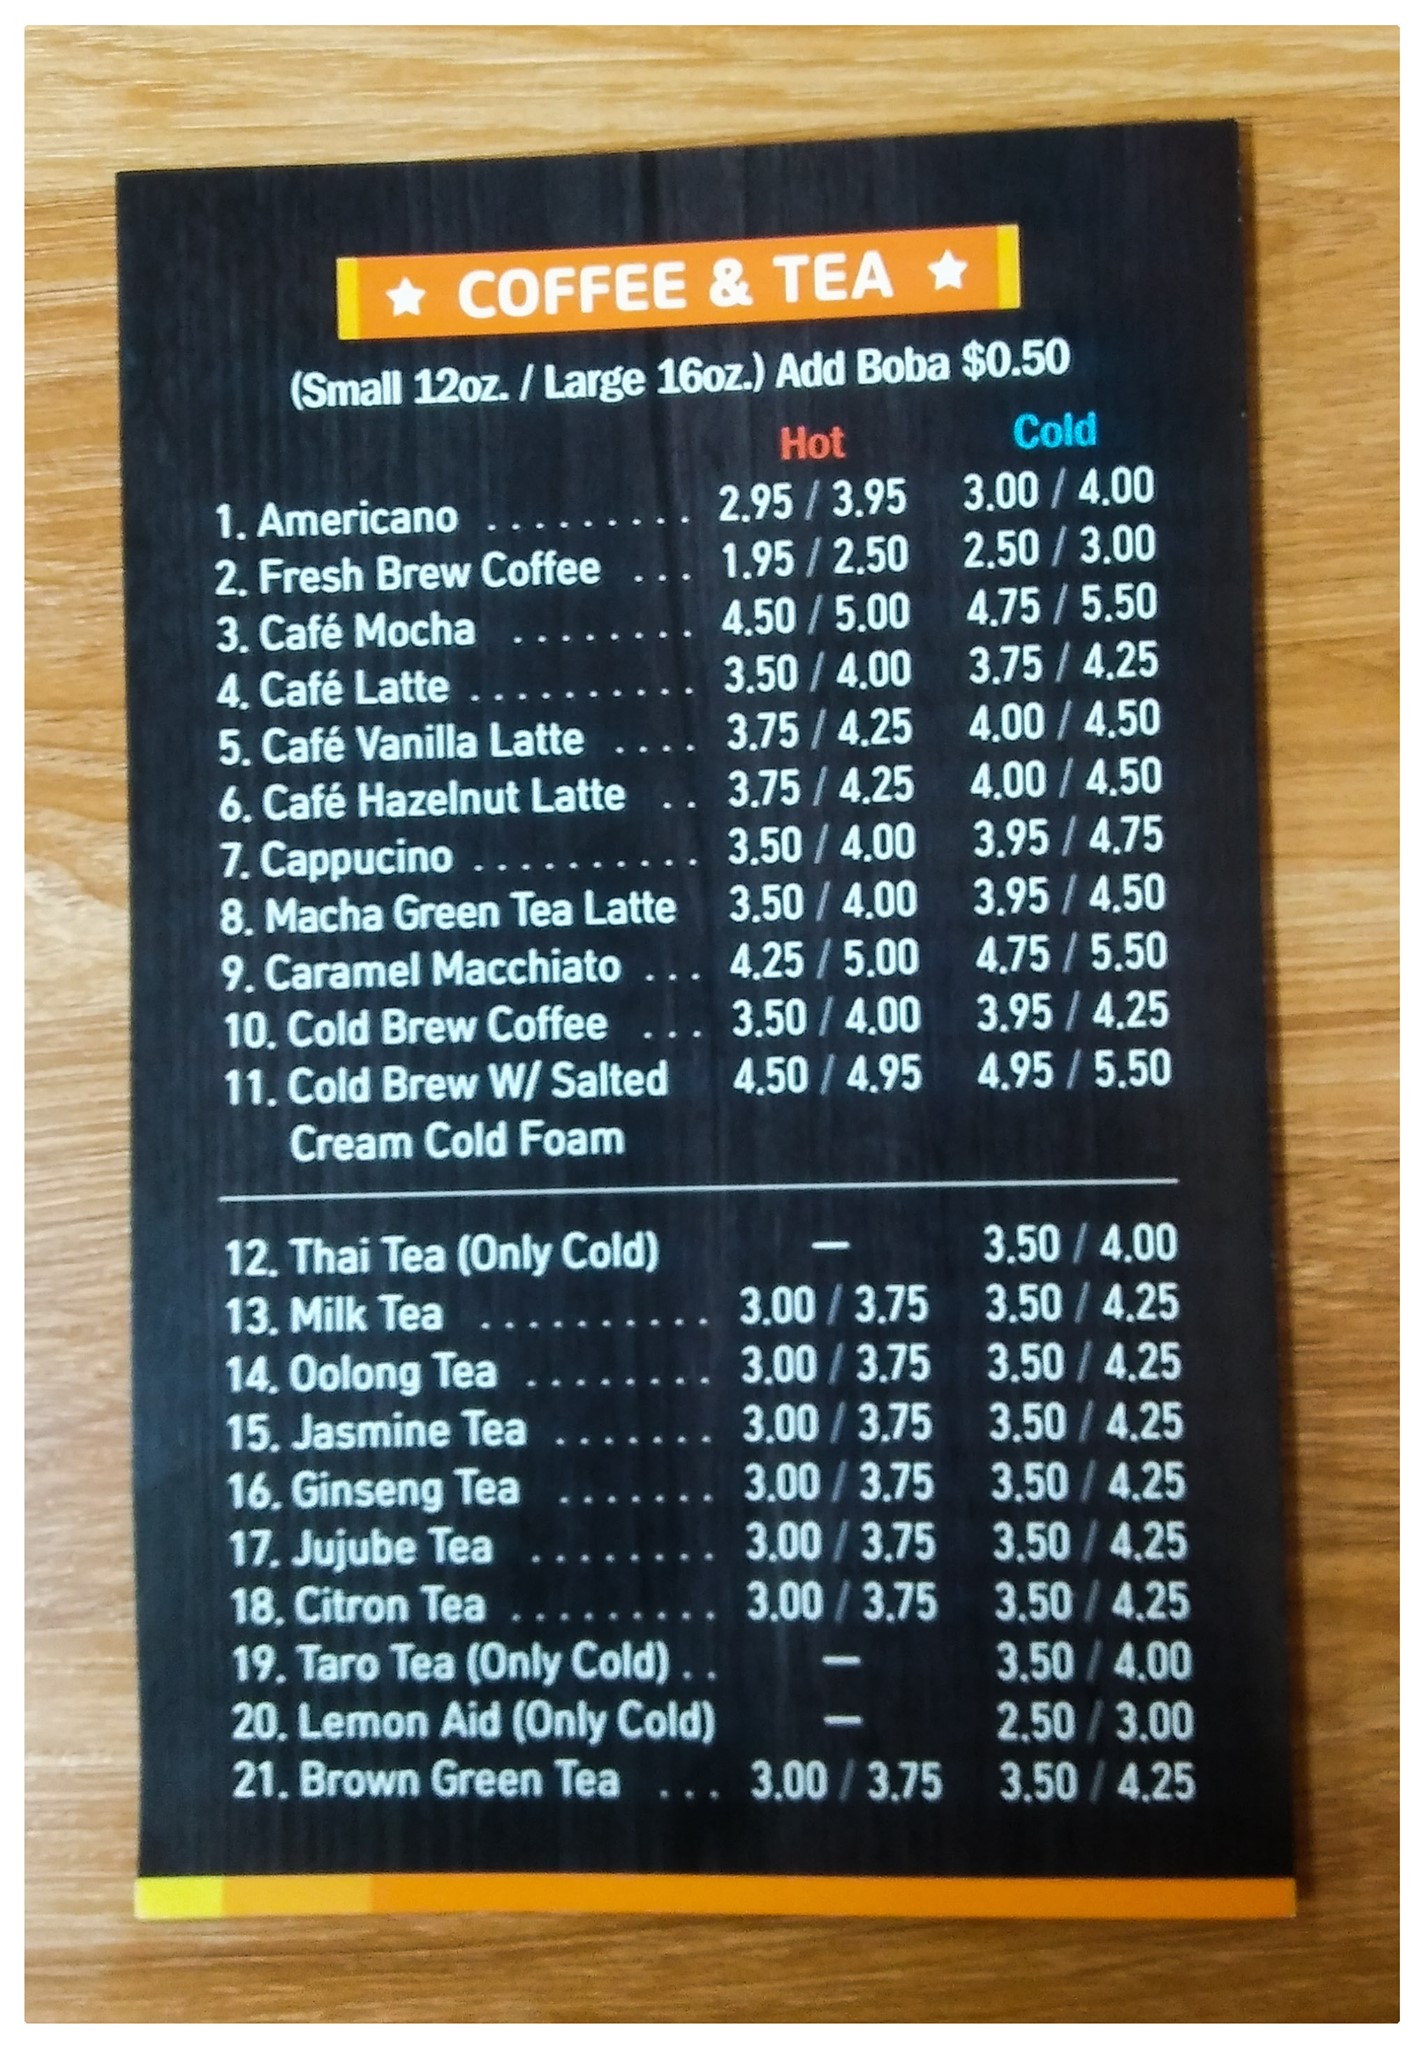 ★ COFFEE & TEA ★
(Small 12oz. / Large 16oz.) Add Boba $0.50
Hot Cold
1. Americano ......... 2.95 / 3.95 3.00 / 4.00
2. Fresh Brew Coffee ... 1.95 / 2.50 2.50 / 3.00
3. Café Mocha ........ 4.50 / 5.00 4.75 / 5.50
4. Café Latte .......... 3.50 / 4.00 3.75 / 4.25
5. Café Vanilla Latte .... 3.75 / 4.25 4.00 / 4.50
6. Café Hazelnut Latte .. 3.75 / 4.25 4.00 / 4.50
7. Cappucino .......... 3.50 / 4.00 3.95 / 4.75
8. Macha Green Tea Latte 3.50 / 4.00 3.95 / 4.50
9. Caramel Macchiato ... 4.25 / 5.00 4.75 / 5.50
10. Cold Brew Coffee ... 3.50 / 4.00 3.95 / 4.25
11. Cold Brew W/ Salted 4.50 / 4.95 4.95 / 5.50
Cream Cold Foam
12. Thai Tea (Only Cold) — 3.50 / 4.00
13. Milk Tea .......... 3.00 / 3.75 3.50 / 4.25
14. Oolong Tea ........ 3.00 / 3.75 3.50 / 4.25
15. Jasmine Tea ....... 3.00 / 3.75 3.50 / 4.25
16. Ginseng Tea ....... 3.00 / 3.75 3.50 / 4.25
17. Jujube Tea ........ 3.00 / 3.75 3.50 / 4.25
18. Citron Tea ......... 3.00 / 3.75 3.50 / 4.25
19. Taro Tea (Only Cold) .. — 3.50 / 4.00
20. Lemon Aid (Only Cold) — 2.50 / 3.00
21. Brown Green Tea ... 3.00 / 3.75 3.50 / 4.25